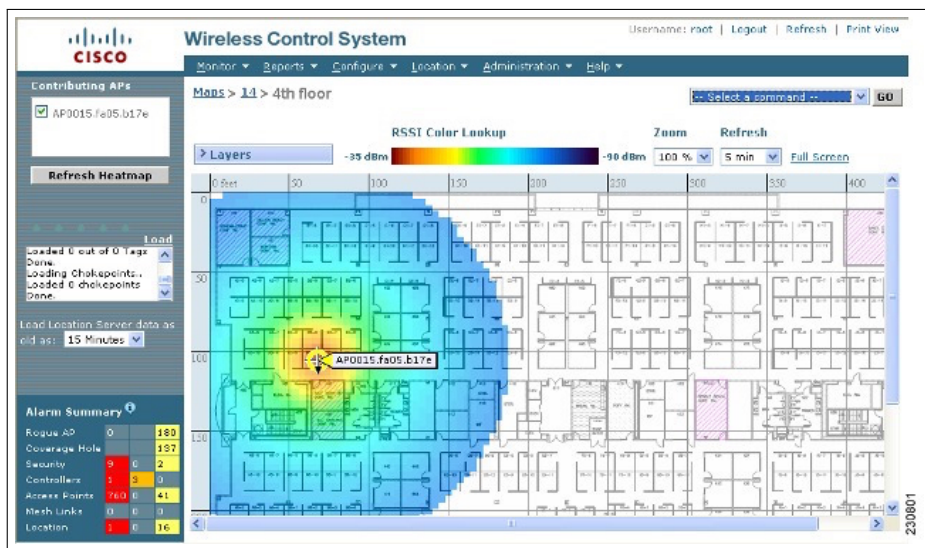 Username: root | Logout | Refresh | Print View
CISCO
Wireless Control System
Monitor Reports Configure Location Administration Help
Contributing APs
AP0015.fa05.b17e
Refresh Heatmap
Maps > 14 > 4th floor
-- Select a command -- GO
RSSI Color Lookup
Zoom
Refresh
> Layers
-35 dBm
-90 dBm
100 %
5 min
Full Screen
0 feet 50 100 150 200 250 300 350 400
0
50
100
150
AP0015.fa05.b17e
Load
Loaded 0 out of 0 Tags
Done.
Loading Chokepoints..
Loaded 0 chokepoints
Done.
Load Location Server data as
old as: 15 Minutes
Alarm Summary
Rogue AP 0 180
Coverage Hole 137
Security 9 0 2
Controllers 1 3 0
Access Points 760 0 41
Mesh Links 0 0 0
Location 1 0 16
230801